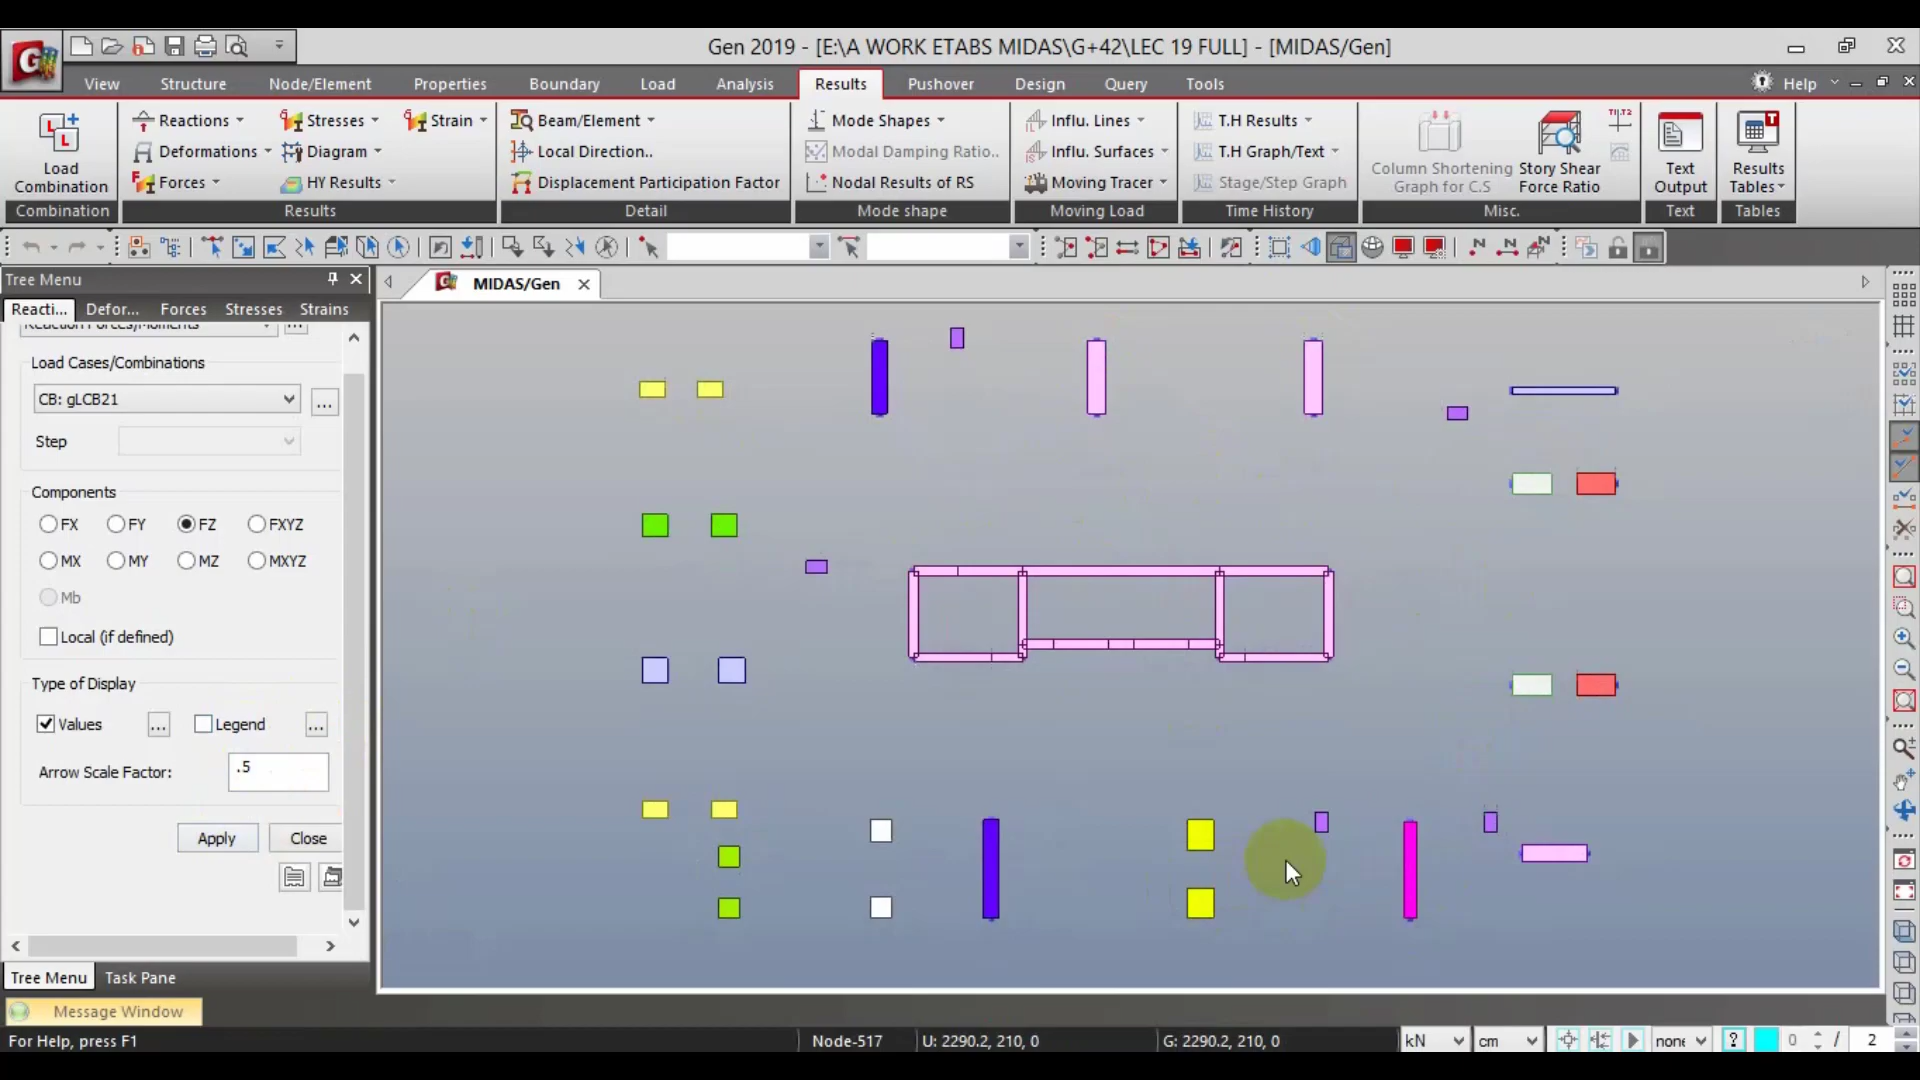 Gen 2019 - [E:\A WORK ETABS MIDAS\G+42\LEC 19 FULL] - [MIDAS/Gen]
View Structure Node/Element Properties Boundary Load Analysis Results Pushover Design Query Tools Help
Load Combination
Reactions Stresses Strain
Deformations Diagram
Forces HY Results
Beam/Element
Local Direction..
Displacement Participation Factor
Mode Shapes
Modal Damping Ratio..
Nodal Results of RS
Influ. Lines
Influ. Surfaces
Moving Tracer
T.H Results
T.H Graph/Text
Stage/Step Graph
Column Shortening Graph for C.S
Story Shear Force Ratio
T1,T2
Text Output
Results Tables
Combination Results Detail Mode shape Moving Load Time History Misc. Text Tables
Tree Menu
MIDAS/Gen
Reacti... Defor... Forces Stresses Strains
Reaction Forces/Moments
Load Cases/Combinations
CB: gLCB21
Step
Components
FX FY FZ FXYZ
MX MY MZ MXYZ
Mb
Local (if defined)
Type of Display
Values Legend
Arrow Scale Factor: .5
Apply Close
Tree Menu Task Pane
Message Window
For Help, press F1 Node-517 U: 2290.2, 210, 0 G: 2290.2, 210, 0 kN cm none 0 / 2